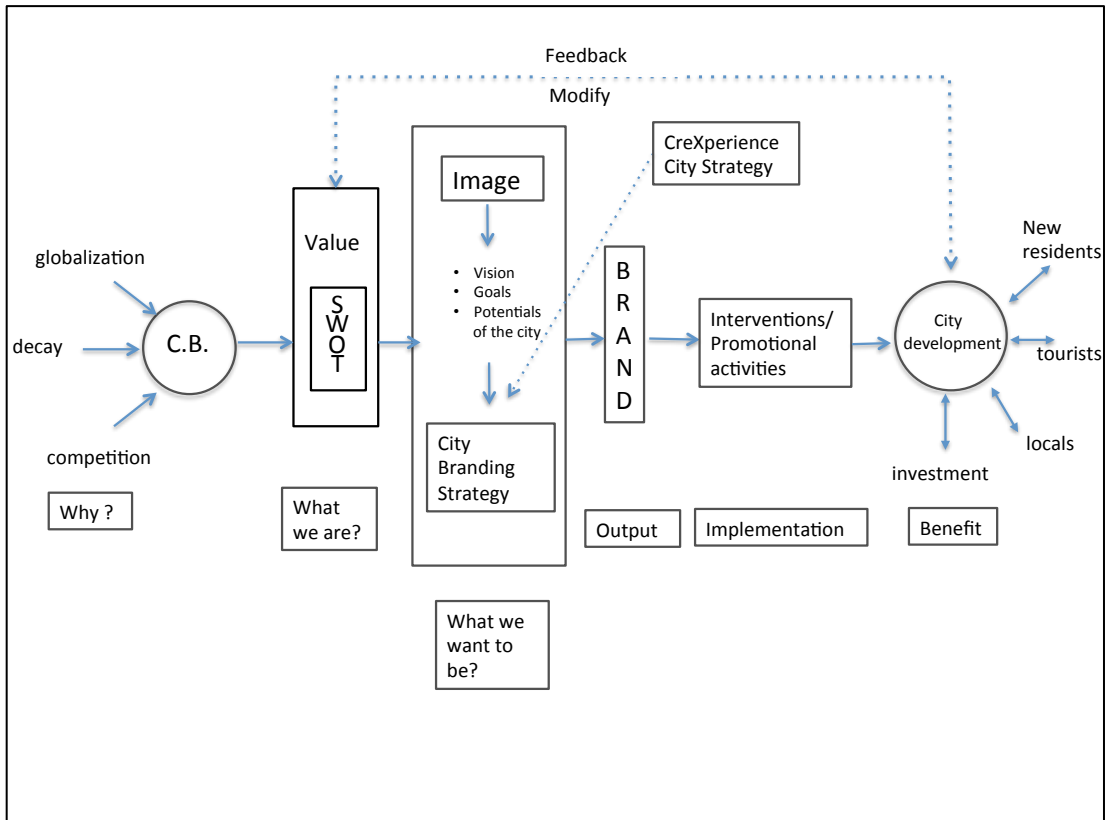 Feedback
Modify
CreXperience
City Strategy
Image
Value
S
W
O
T
• Vision
• Goals
• Potentials
of the city
City
Branding
Strategy
globalization
decay
competition
C.B.
B
R
A
N
D
Interventions/
Promotional
activities
City
development
New
residents
tourists
locals
investment
Why ?
What
we are?
What we
want to
be?
Output
Implementation
Benefit